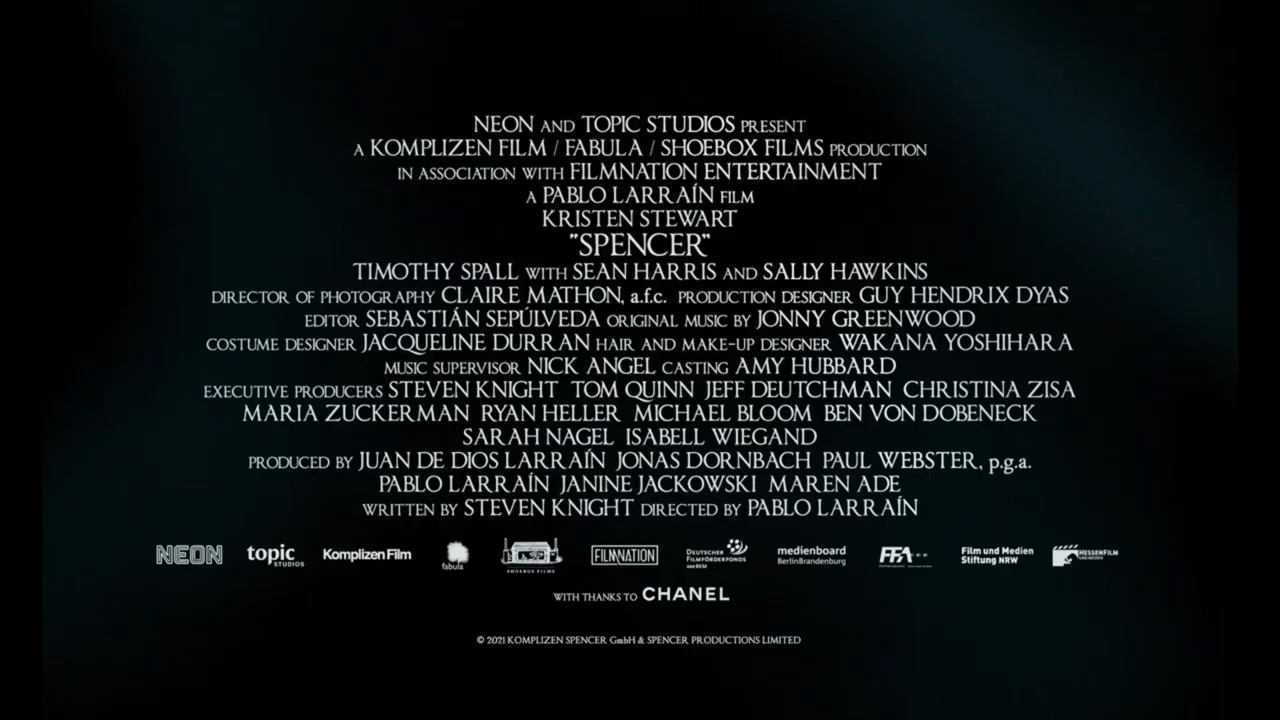 NEON AND TOPIC STUDIOS PRESENT
A KOMPLIZEN FILM / FABULA / SHOEBOX FILMS PRODUCTION
IN ASSOCIATION WITH FILMNATION ENTERTAINMENT
A PABLO LARRAÍN FILM
KRISTEN STEWART
"SPENCER"
TIMOTHY SPALL WITH SEAN HARRIS AND SALLY HAWKINS
DIRECTOR OF PHOTOGRAPHY CLAIRE MATHON, a.f.c. PRODUCTION DESIGNER GUY HENDRIX DYAS
EDITOR SEBASTIÁN SEPÚLVEDA ORIGINAL MUSIC BY JONNY GREENWOOD
COSTUME DESIGNER JACQUELINE DURRAN HAIR AND MAKE-UP DESIGNER WAKANA YOSHIHARA
MUSIC SUPERVISOR NICK ANGEL CASTING AMY HUBBARD
EXECUTIVE PRODUCERS STEVEN KNIGHT TOM QUINN JEFF DEUTCHMAN CHRISTINA ZISA
MARIA ZUCKERMAN RYAN HELLER MICHAEL BLOOM BEN VON DOBENECK
SARAH NAGEL ISABELL WIEGAND
PRODUCED BY JUAN DE DIOS LARRAÍN JONAS DORNBACH PAUL WEBSTER, p.g.a.
PABLO LARRAÍN JANINE JACKOWSKI MAREN ADE
WRITTEN BY STEVEN KNIGHT DIRECTED BY PABLO LARRAÍN
NEON
topic
STUDIOS
Komplizen Film
fabula
SHOEBOX FILMS
FILMNATION
DEUTSCHER
FILMFÖRDERFONDS
medienboard
BerlinBrandenburg
FFA
Film und Medien
Stiftung NRW
HESSENFILM
UND MEDIEN
WITH THANKS TO CHANEL
© 2021 KOMPLIZEN SPENCER GmbH & SPENCER PRODUCTIONS LIMITED